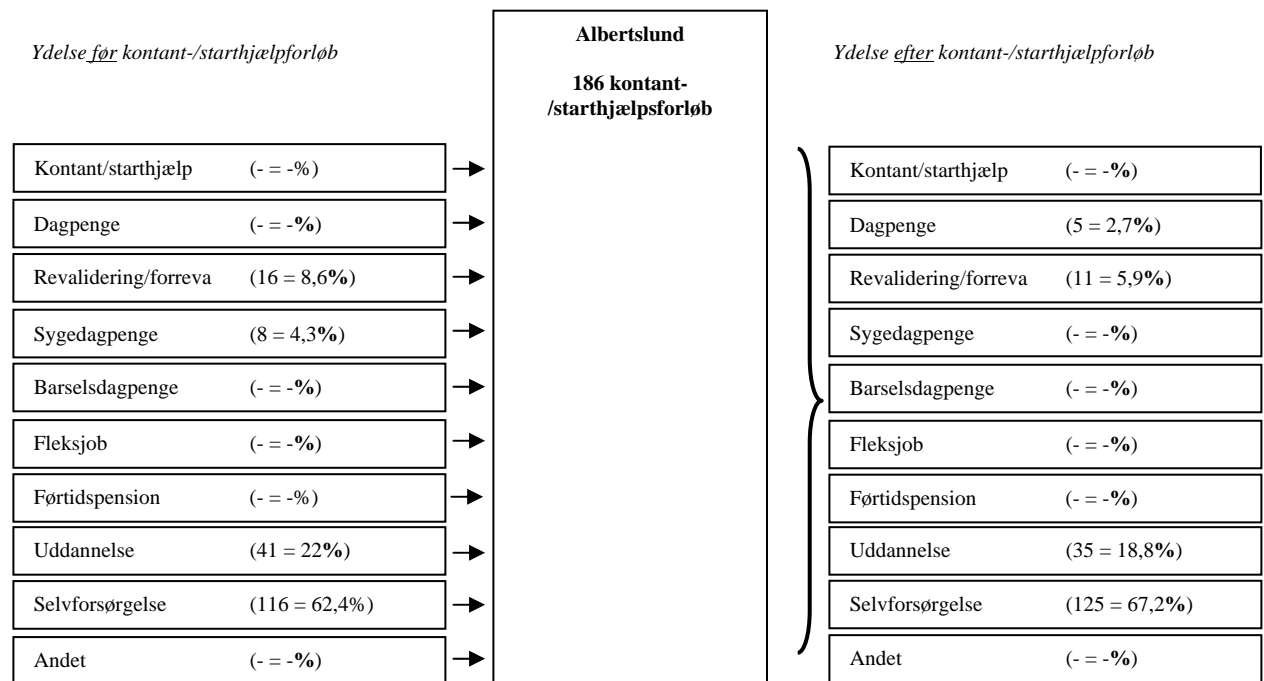 Ydelse før kontant-/starthjælpforløb
Albertslund
186 kontant-
/starthjælpsforløb
Ydelse efter kontant-/starthjælpforløb
Kontant/starthjælp (- = -%)
Dagpenge (- = -%)
Revalidering/forreva (16 = 8,6%)
Sygedagpenge (8 = 4,3%)
Barselsdagpenge (- = -%)
Fleksjob (- = -%)
Førtidspension (- = -%)
Uddannelse (41 = 22%)
Selvforsørgelse (116 = 62,4%)
Andet (- = -%)
Kontant/starthjælp (- = -%)
Dagpenge (5 = 2,7%)
Revalidering/forreva (11 = 5,9%)
Sygedagpenge (- = -%)
Barselsdagpenge (- = -%)
Fleksjob (- = -%)
Førtidspension (- = -%)
Uddannelse (35 = 18,8%)
Selvforsørgelse (125 = 67,2%)
Andet (- = -%)